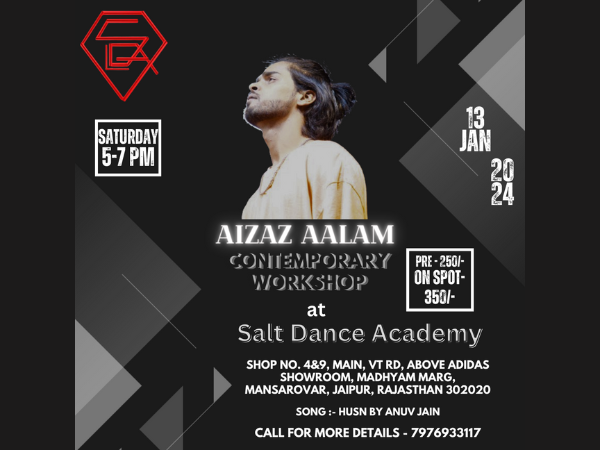 SDA
SATURDAY
5-7 PM
13
JAN
20
24
AIZAZ AALAM
CONTEMPORARY
WORKSHOP
PRE - 250/-
ON SPOT-
350/-
at
Salt Dance Academy
SHOP NO. 4&9, MAIN, VT RD, ABOVE ADIDAS
SHOWROOM, MADHYAM MARG,
MANSAROVAR, JAIPUR, RAJASTHAN 302020
SONG :- HUSN BY ANUV JAIN
CALL FOR MORE DETAILS - 7976933117